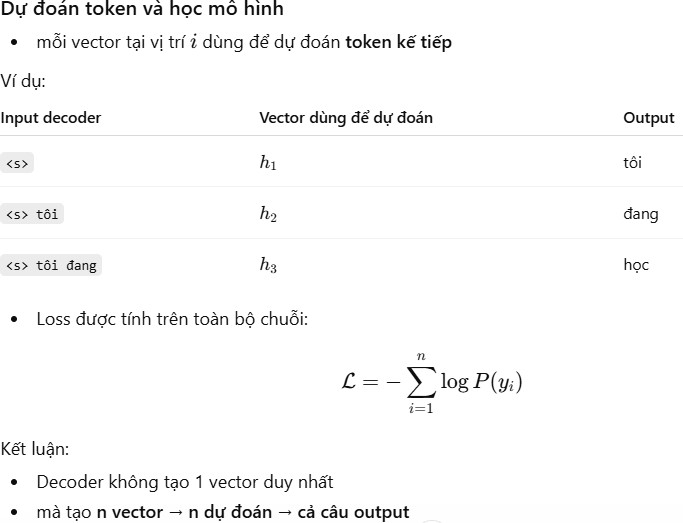 Dự đoán token và học mô hình
• mỗi vector tại vị trí i dùng để dự đoán token kế tiếp
Ví dụ:
Input decoder Vector dùng để dự đoán Output
<s> h₁ tôi
<s> tôi h₂ đang
<s> tôi đang h₃ học
• Loss được tính trên toàn bộ chuỗi:
ℒ = −∑ᵢ₌₁ⁿ log P(yᵢ)
Kết luận:
• Decoder không tạo 1 vector duy nhất
• mà tạo n vector → n dự đoán → cả câu output